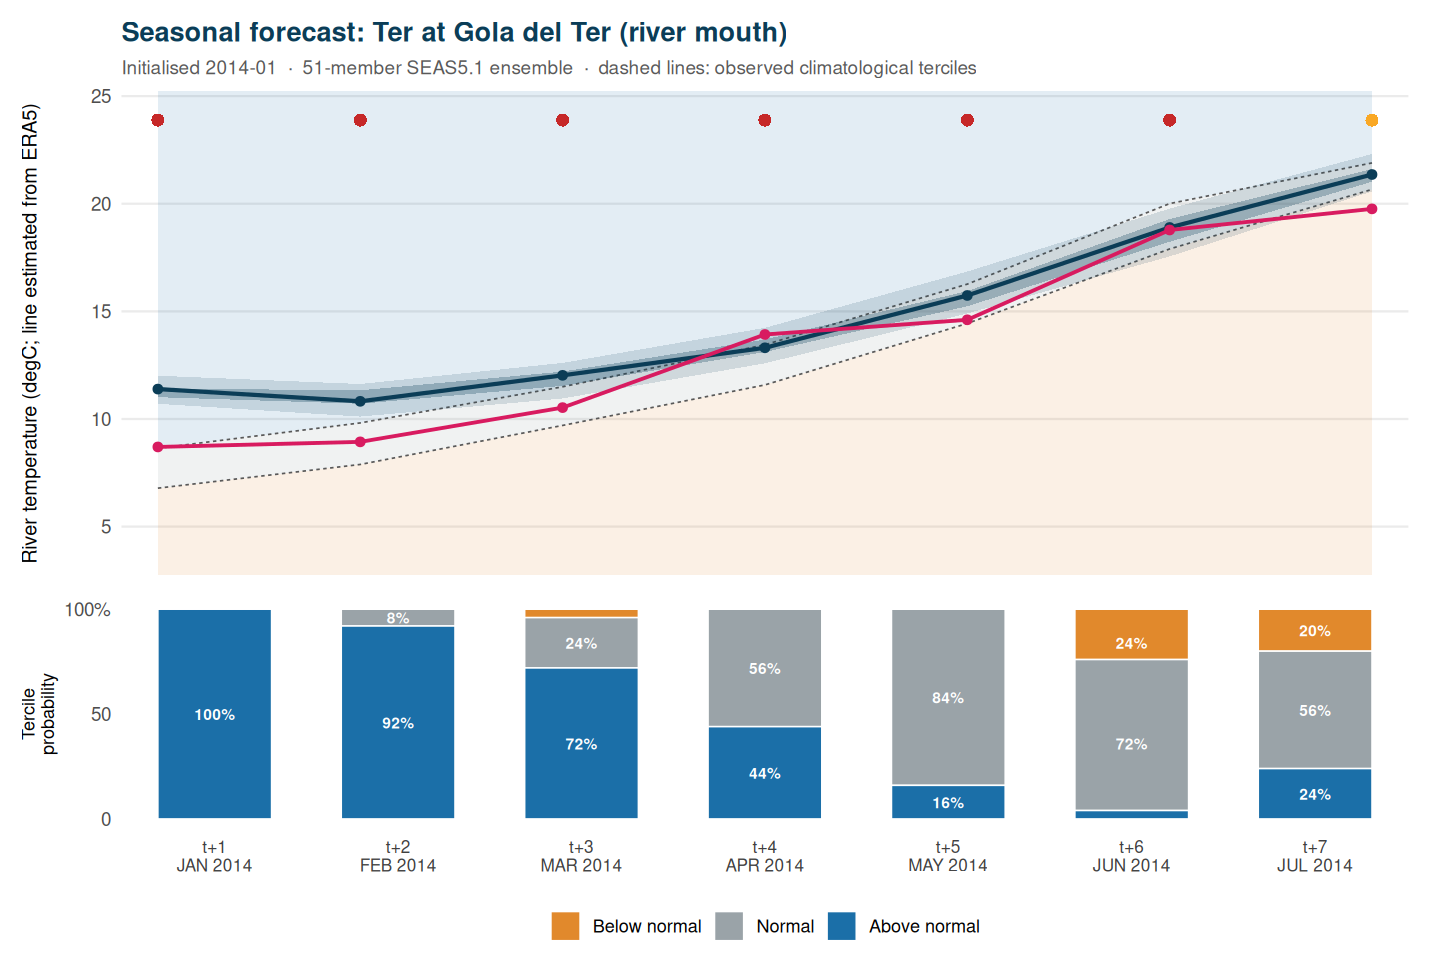 Seasonal forecast: Ter at Gola del Ter (river mouth)
Initialised 2014-01 · 51-member SEAS5.1 ensemble · dashed lines: observed climatological terciles
River temperature (degC; line estimated from ERA5)
25
20
15
10
5
Tercile
probability
100%
50
0
100%
8%
92%
24%
72%
56%
44%
84%
16%
24%
72%
20%
56%
24%
t+1
JAN 2014
t+2
FEB 2014
t+3
MAR 2014
t+4
APR 2014
t+5
MAY 2014
t+6
JUN 2014
t+7
JUL 2014
Below normal
Normal
Above normal